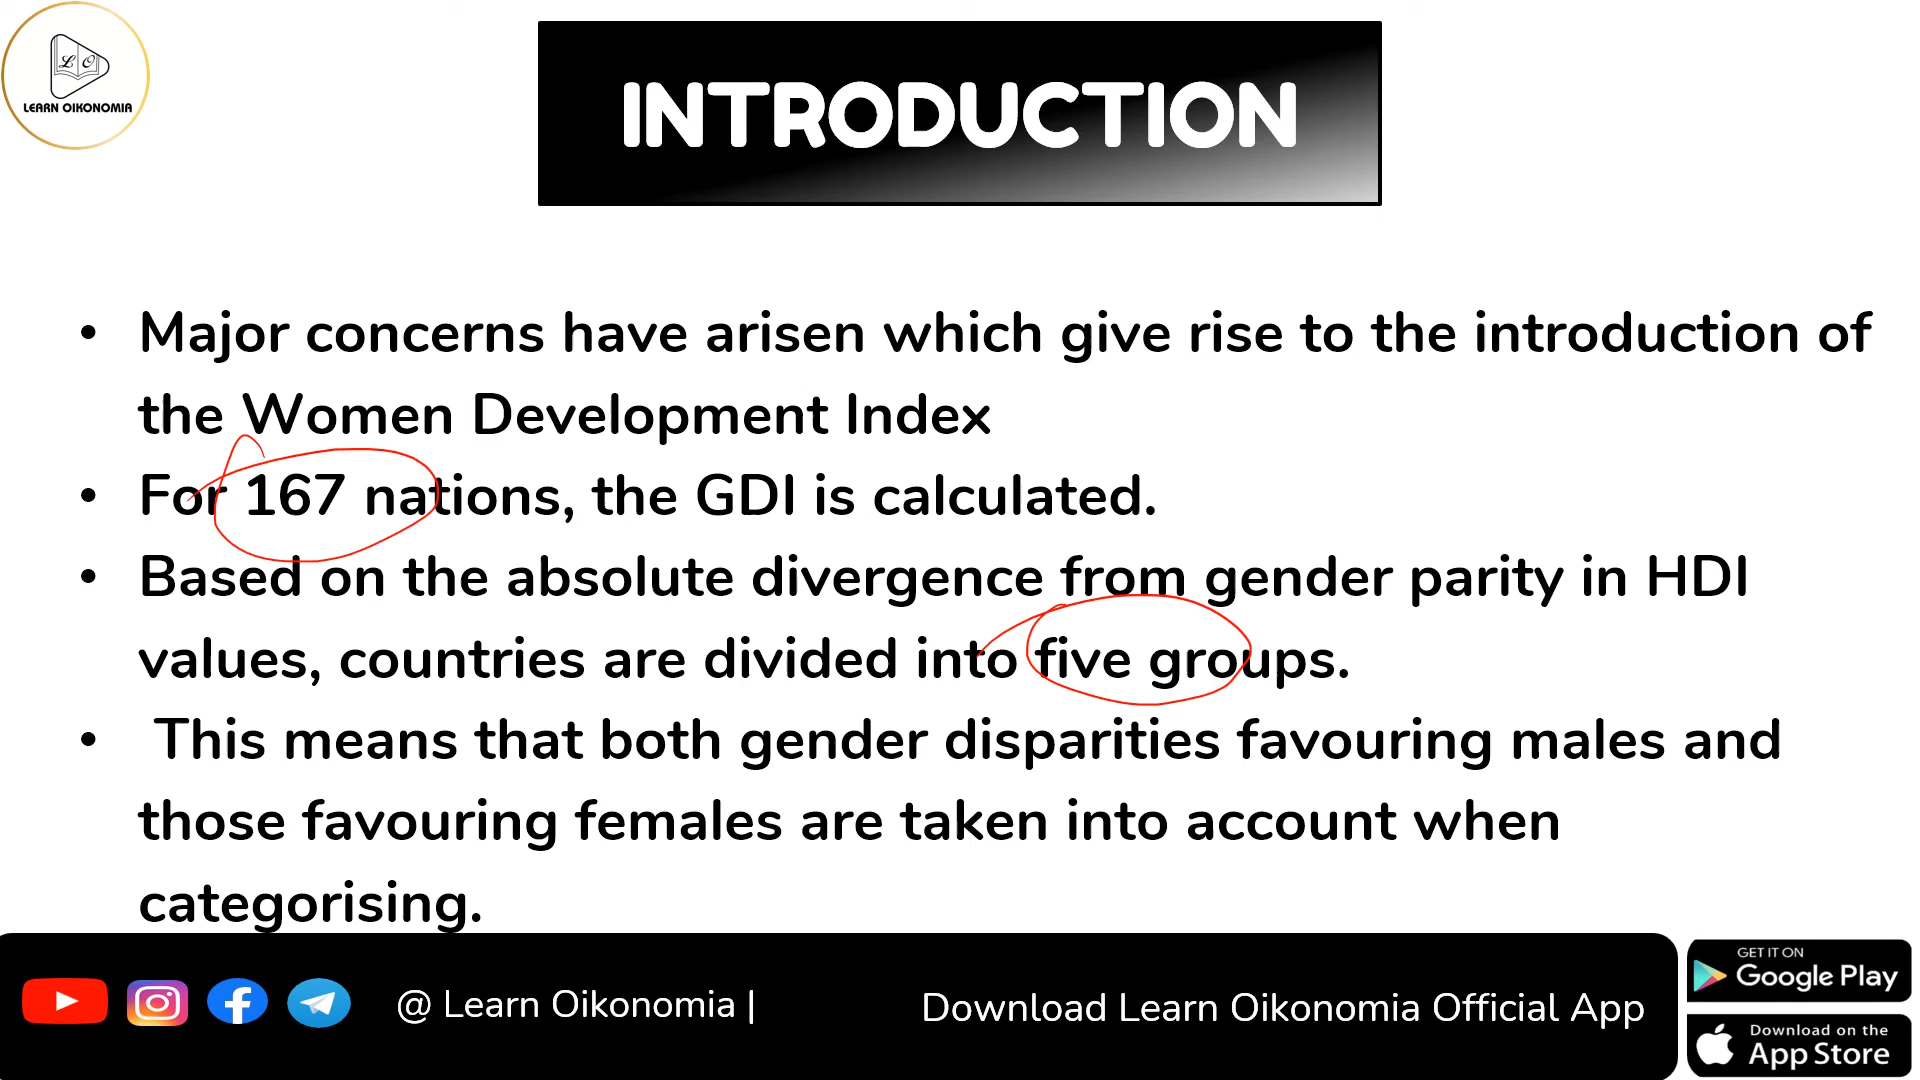 LO
LEARN OIKONOMIA
INTRODUCTION
• Major concerns have arisen which give rise to the introduction of
the Women Development Index
• For 167 nations, the GDI is calculated.
• Based on the absolute divergence from gender parity in HDI
values, countries are divided into five groups.
• This means that both gender disparities favouring males and
those favouring females are taken into account when
categorising.
@ Learn Oikonomia |
Download Learn Oikonomia Official App
GET IT ON
Google Play
Download on the
App Store